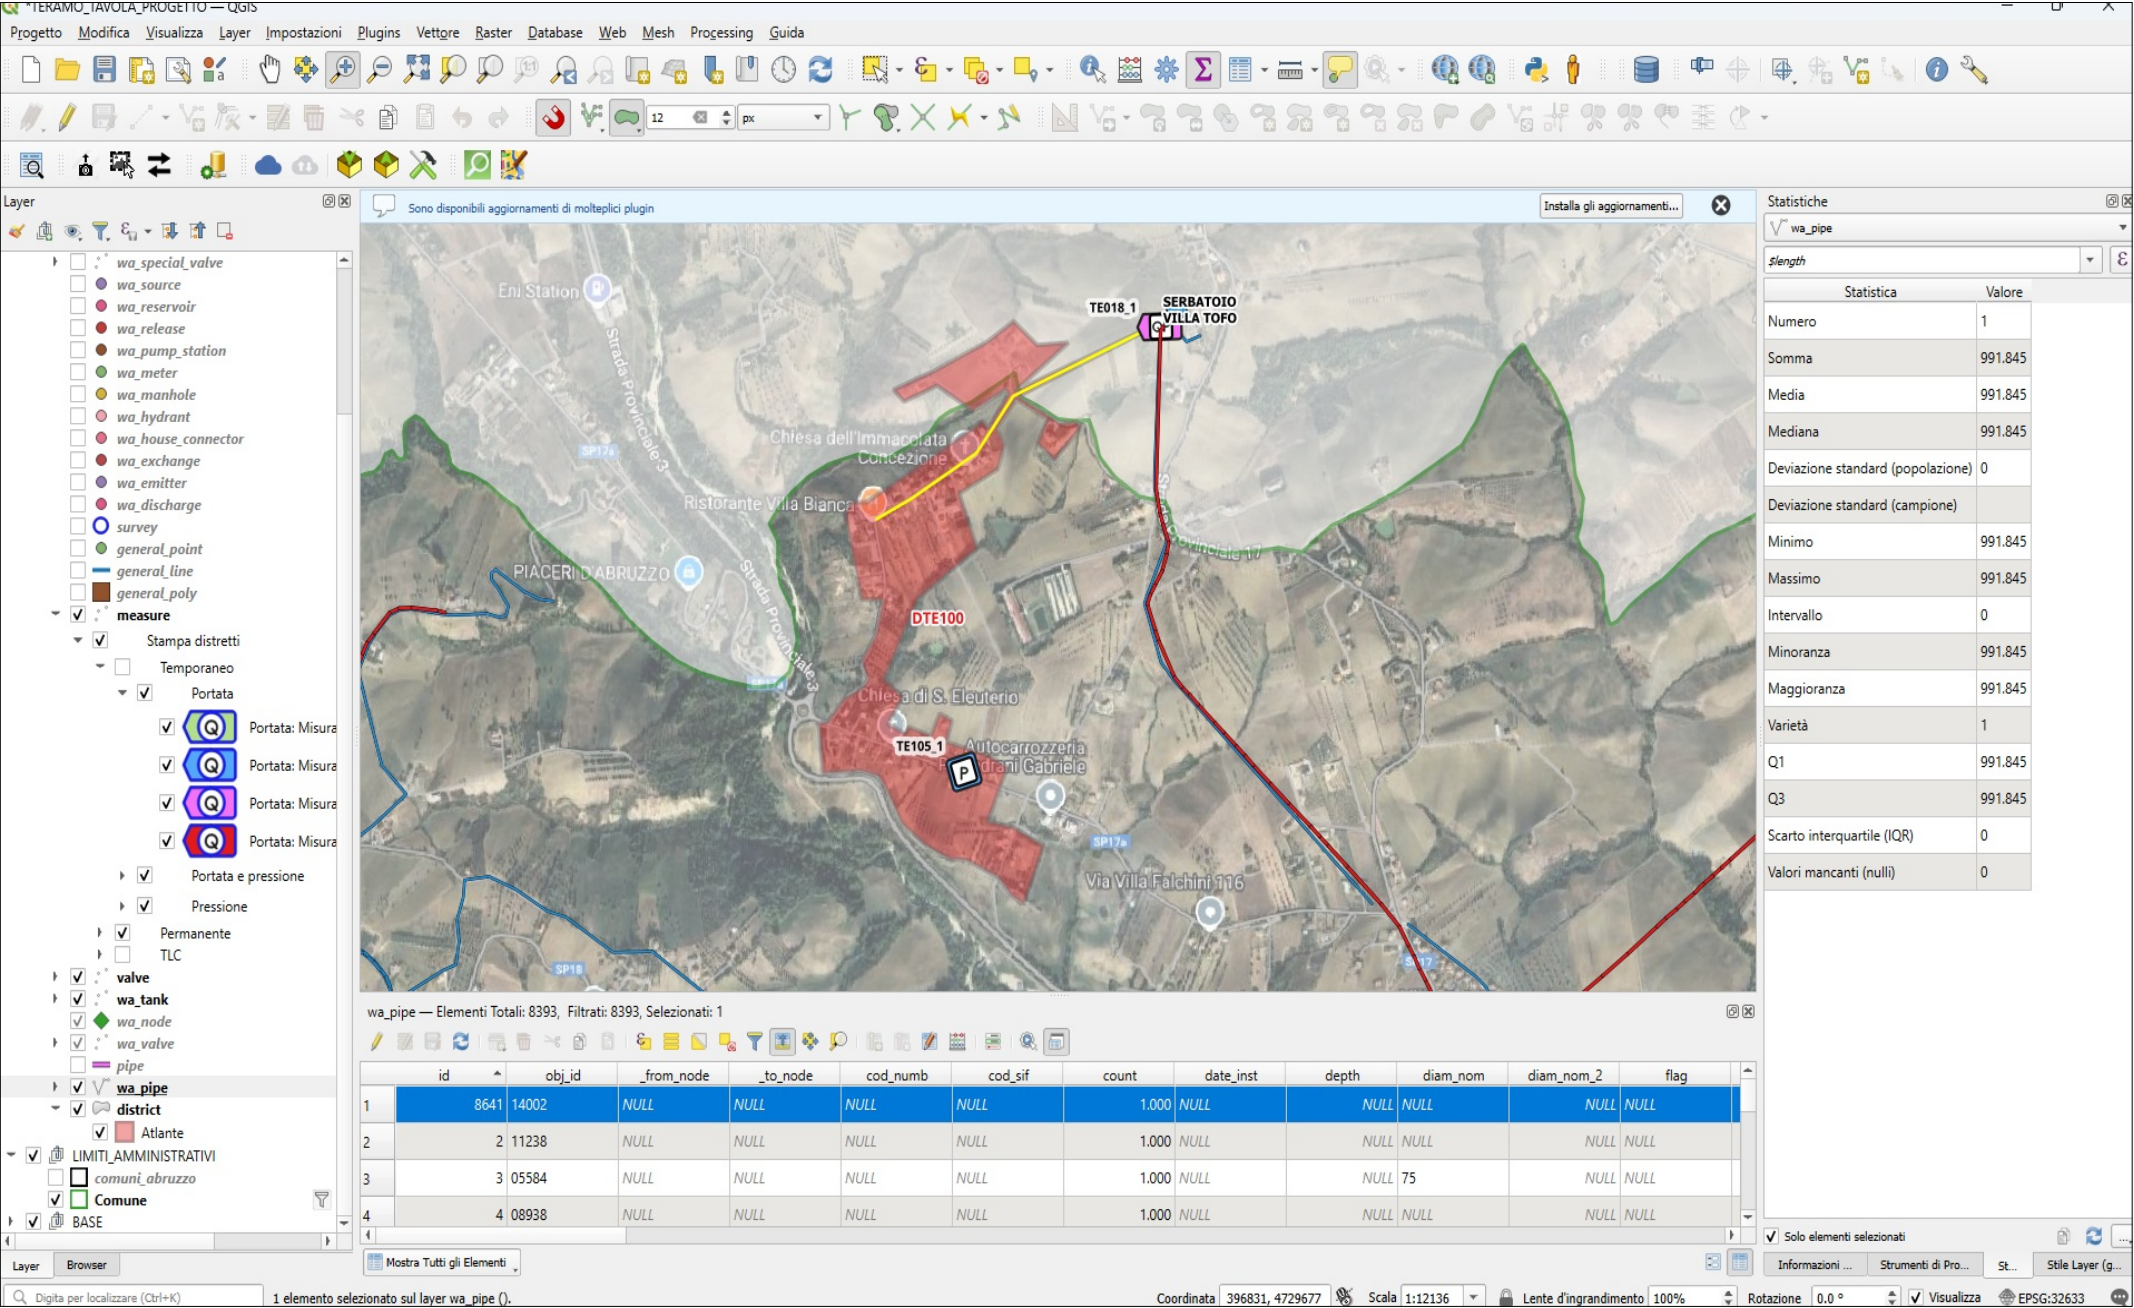 *TERAMO_TAVOLA_PROGETTO — QGIS
Progetto Modifica Visualizza Layer Impostazioni Plugins Vettore Raster Database Web Mesh Processing Guida
12 px
Layer
wa_special_valve
wa_source
wa_reservoir
wa_release
wa_pump_station
wa_meter
wa_manhole
wa_hydrant
wa_house_connector
wa_exchange
wa_emitter
wa_discharge
survey
general_point
general_line
general_poly
measure
Stampa distretti
Temporaneo
Portata
Q Portata: Misura
Q Portata: Misura
Q Portata: Misura
Q Portata: Misura
Portata e pressione
Pressione
Permanente
TLC
valve
wa_tank
wa_node
wa_valve
pipe
wa_pipe
district
Atlante
LIMITI_AMMINISTRATIVI
comuni_abruzzo
Comune
BASE
Layer Browser
Digita per localizzare (Ctrl+K)
Sono disponibili aggiornamenti di molteplici plugin
Installa gli aggiornamenti...
Eni Station
Strada Provinciale 3
TE018_1
SERBATOIO
VILLA TOFO
Q
SP17a
Chiesa dell'Immacolata
Concezione
Ristorante Villa Bianca
PIACERI D'ABRUZZO
Strada Provinciale 3
Strada Provinciale 17
DTE100
Chiesa di S. Eleuterio
TE105_1
P
Autocarrozzeria
drani Gabriele
SP17a
Via Villa Falchini 116
SP18
SP17
wa_pipe — Elementi Totali: 8393, Filtrati: 8393, Selezionati: 1
id obj_id _from_node _to_node cod_numb cod_sif count date_inst depth diam_nom diam_nom_2 flag
1 8641 14002 NULL NULL NULL NULL 1.000 NULL NULL NULL NULL NULL
2 2 11238 NULL NULL NULL NULL 1.000 NULL NULL NULL NULL NULL
3 3 05584 NULL NULL NULL NULL 1.000 NULL NULL 75 NULL NULL
4 4 08938 NULL NULL NULL NULL 1.000 NULL NULL NULL NULL NULL
Mostra Tutti gli Elementi
Statistiche
wa_pipe
$length
ε
Statistica Valore
Numero 1
Somma 991.845
Media 991.845
Mediana 991.845
Deviazione standard (popolazione) 0
Deviazione standard (campione)
Minimo 991.845
Massimo 991.845
Intervallo 0
Minoranza 991.845
Maggioranza 991.845
Varietà 1
Q1 991.845
Q3 991.845
Scarto interquartile (IQR) 0
Valori mancanti (nulli) 0
Solo elementi selezionati
...
Informazioni ... Strumenti di Pro... St... Stile Layer (g...
1 elemento selezionato sul layer wa_pipe (). Coordinata 396831, 4729677 Scala 1:12136 Lente d'ingrandimento 100% Rotazione 0.0 ° Visualizza EPSG:32633